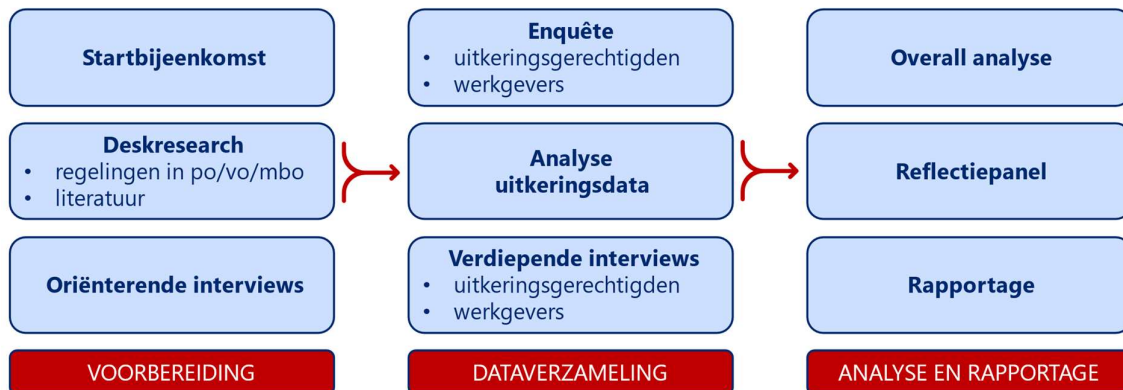 Startbijeenkomst
Deskresearch
• regelingen in po/vo/mbo
• literatuur
Oriënterende interviews
VOORBEREIDING
Enquête
• uitkeringsgerechtigden
• werkgevers
Analyse
uitkeringsdata
Verdiepende interviews
• uitkeringsgerechtigden
• werkgevers
DATAVERZAMELING
Overall analyse
Reflectiepanel
Rapportage
ANALYSE EN RAPPORTAGE